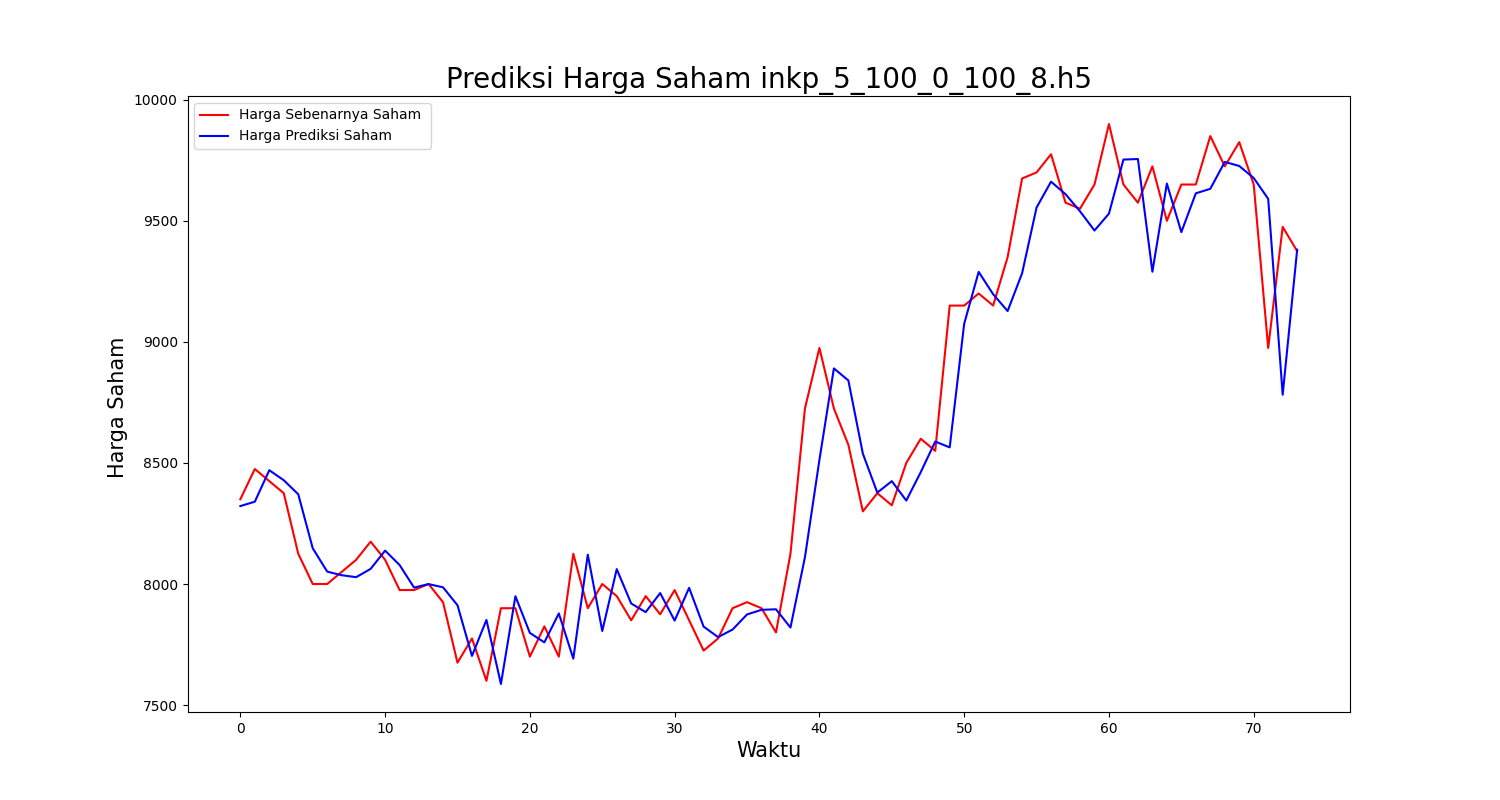 Prediksi Harga Saham inkp_5_100_0_100_8.h5
Harga Sebenarnya Saham
Harga Prediksi Saham
Harga Saham
10000
9500
9000
8500
8000
7500
0 10 20 30 40 50 60 70
Waktu